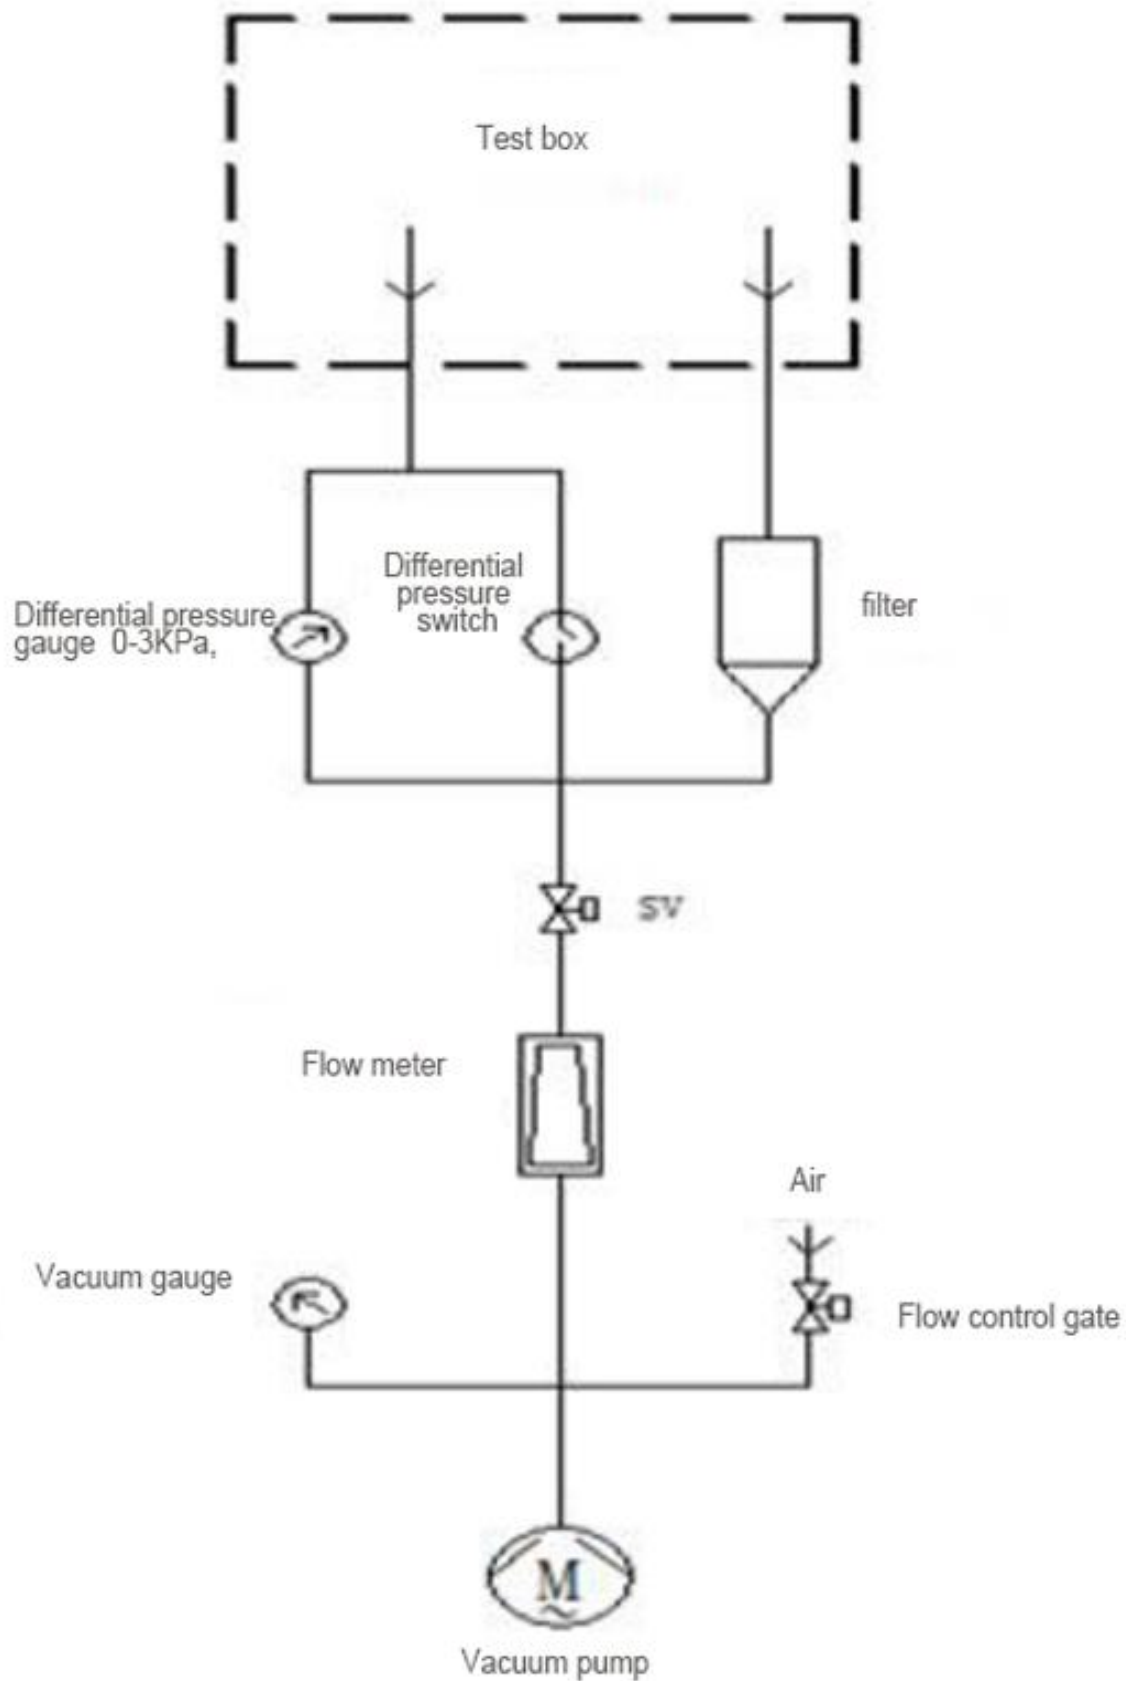 Test box
Differential
pressure
switch
Differential pressure
gauge 0-3KPa,
filter
SV
Flow meter
Air
Vacuum gauge
Flow control gate
M
Vacuum pump